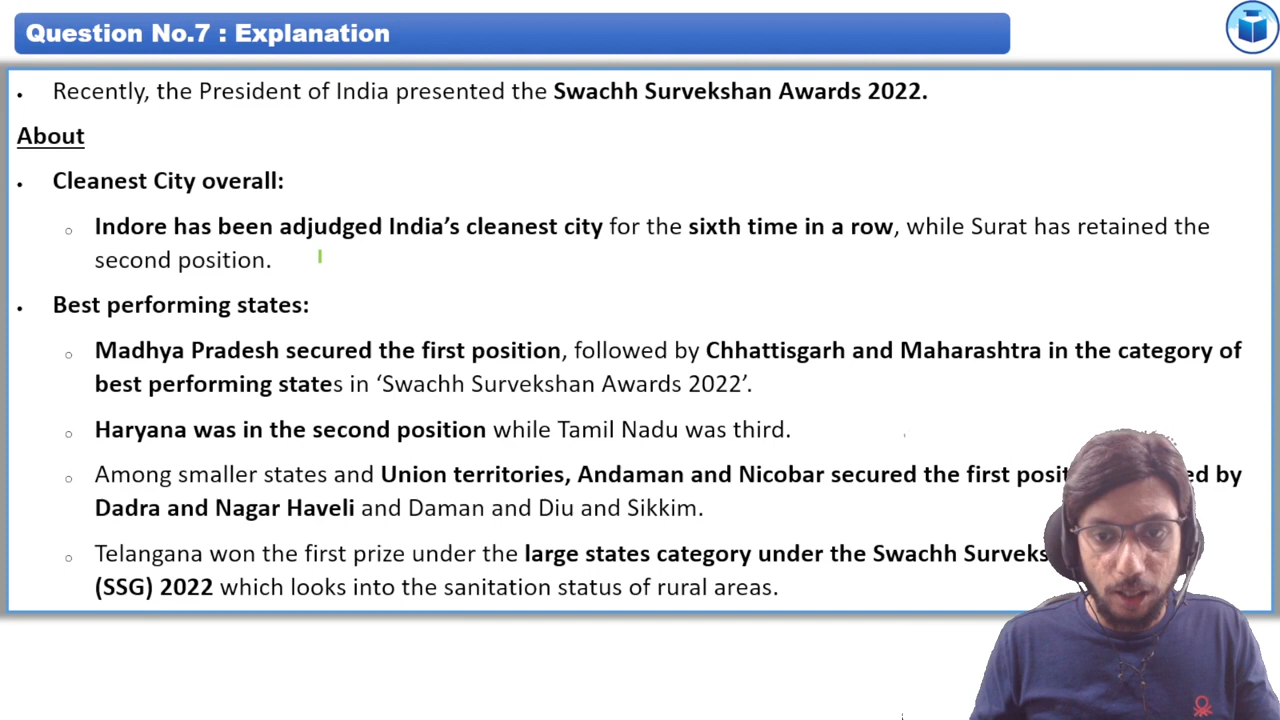 Question No.7 : Explanation
• Recently, the President of India presented the Swachh Survekshan Awards 2022.
About
• Cleanest City overall:
○ Indore has been adjudged India’s cleanest city for the sixth time in a row, while Surat has retained the
second position.
• Best performing states:
○ Madhya Pradesh secured the first position, followed by Chhattisgarh and Maharashtra in the category of
best performing states in ‘Swachh Survekshan Awards 2022’.
○ Haryana was in the second position while Tamil Nadu was third.
○ Among smaller states and Union territories, Andaman and Nicobar secured the first by
Dadra and Nagar Haveli and Daman and Diu and Sikkim.
○ Telangana won the first prize under the large states category under the Swachh
(SSG) 2022 which looks into the sanitation status of rural areas.